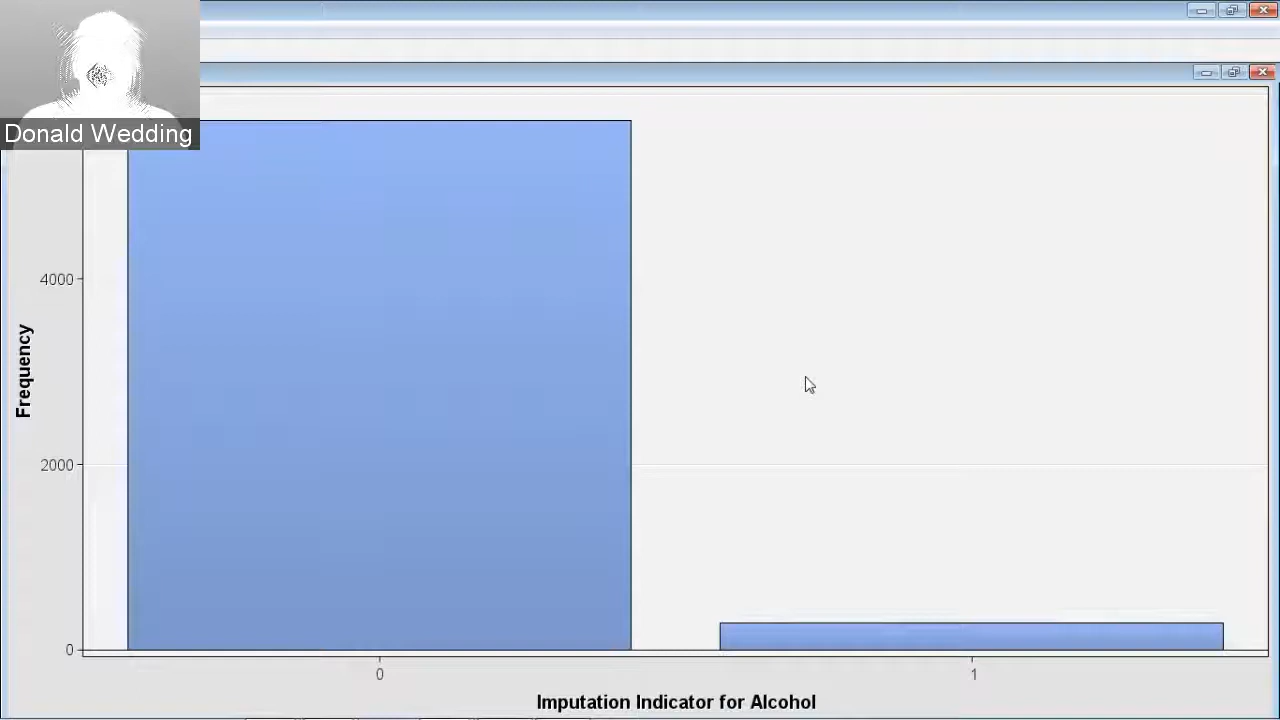 Donald Wedding
4000
2000
0
Frequency
0
1
Imputation Indicator for Alcohol